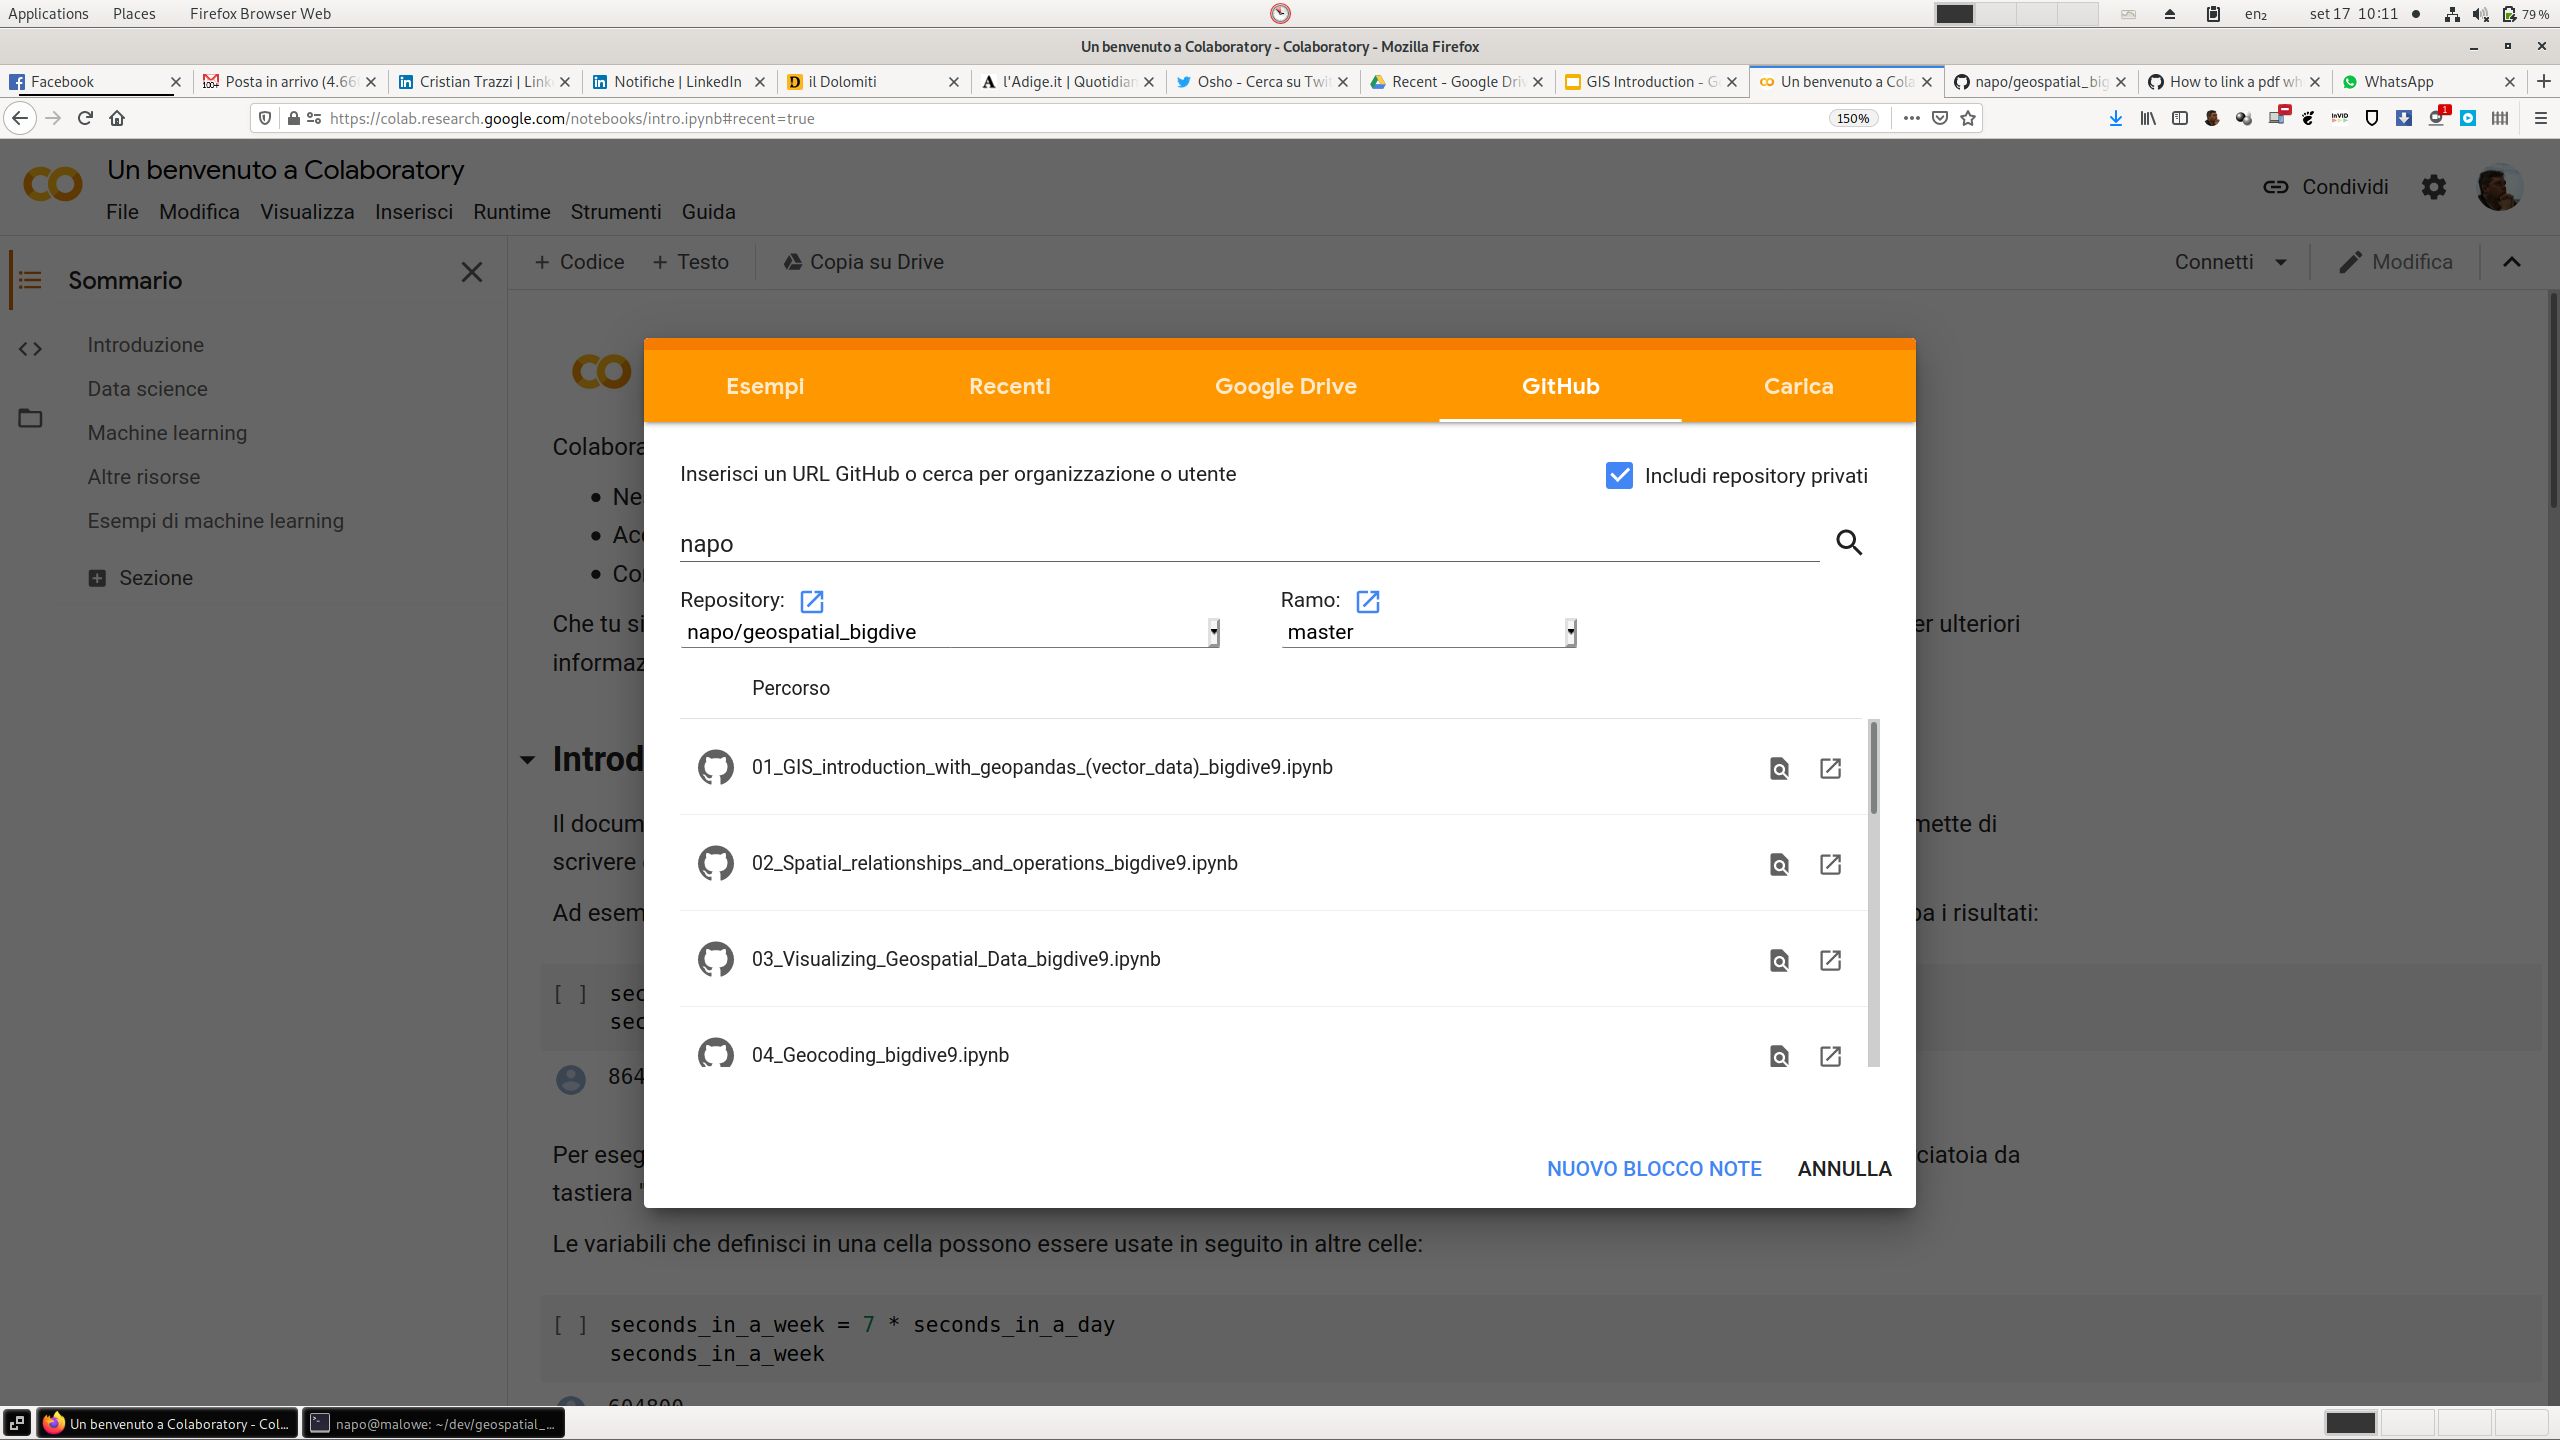 Applications Places Firefox Browser Web en₂ set 17 10:11 79 %
Un benvenuto a Colaboratory - Colaboratory - Mozilla Firefox
Facebook Posta in arrivo (4.66 Cristian Trazzi | Link Notifiche | LinkedIn il Dolomiti l'Adige.it | Quotidian Osho - Cerca su Twi Recent - Google Driv GIS Introduction - G Un benvenuto a Cola napo/geospatial_big How to link a pdf wh WhatsApp
https://colab.research.google.com/notebooks/intro.ipynb#recent=true 150% 1
Un benvenuto a Colaboratory
File Modifica Visualizza Inserisci Runtime Strumenti Guida
Condividi
Sommario
+ Codice + Testo Copia su Drive Connetti Modifica
Introduzione
Data science
Machine learning
Altre risorse
Esempi di machine learning
Sezione
Colabora
Ne
Acc
Co
Che tu si
er ulteriori
informaz
Introd
Il docum
mette di
scrivere
Ad esem
pa i risultati:
[ ] sec
sec
864
Per eseg
ciatoia da
tastiera "
Le variabili che definisci in una cella possono essere usate in seguito in altre celle:
[ ] seconds_in_a_week = 7 * seconds_in_a_day
seconds_in_a_week
604800
Esempi Recenti Google Drive GitHub Carica
Inserisci un URL GitHub o cerca per organizzazione o utente
Includi repository privati
napo
Repository: Ramo:
napo/geospatial_bigdive master
Percorso
01_GIS_introduction_with_geopandas_(vector_data)_bigdive9.ipynb
02_Spatial_relationships_and_operations_bigdive9.ipynb
03_Visualizing_Geospatial_Data_bigdive9.ipynb
04_Geocoding_bigdive9.ipynb
NUOVO BLOCCO NOTE ANNULLA
Un benvenuto a Colaboratory - Col... napo@malowe: ~/dev/geospatial_...